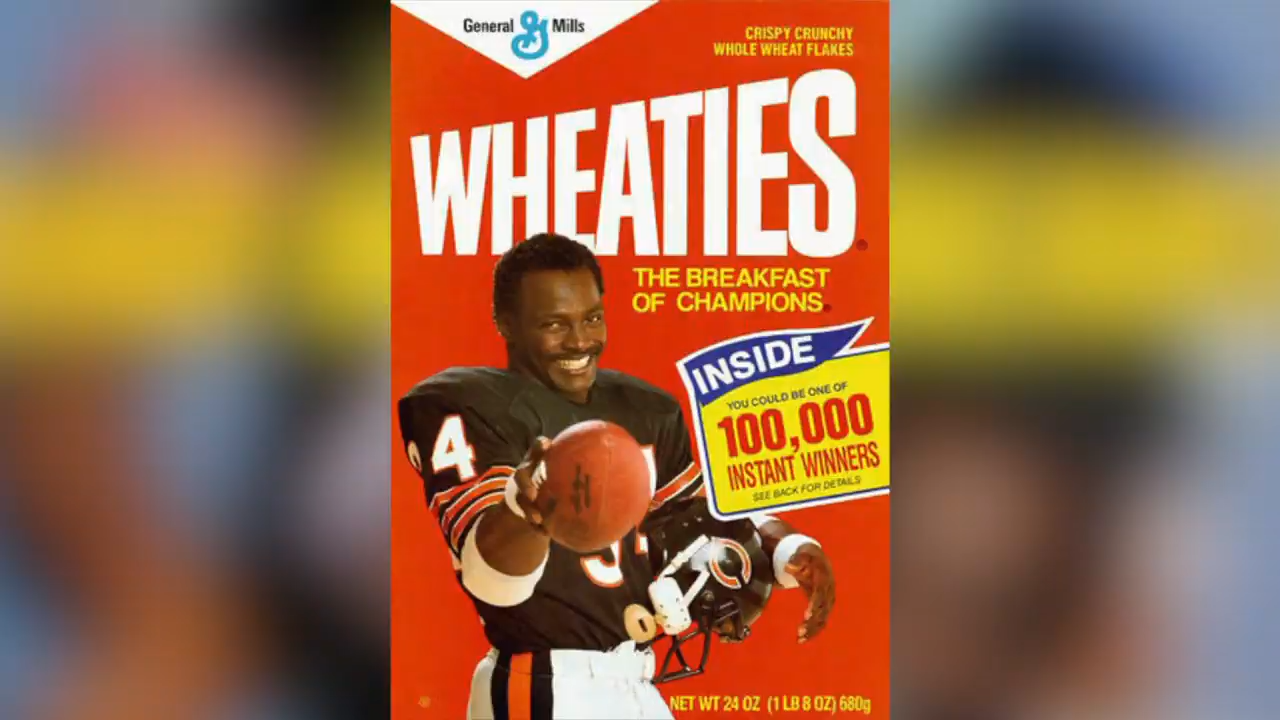 General Mills
CRISPY CRUNCHY
WHOLE WHEAT FLAKES
WHEATIES
THE BREAKFAST
OF CHAMPIONS
INSIDE
YOU COULD BE ONE OF
100,000
INSTANT WINNERS
SEE BACK FOR DETAILS
4
NET WT 24 OZ (1 LB 8 OZ) 680g